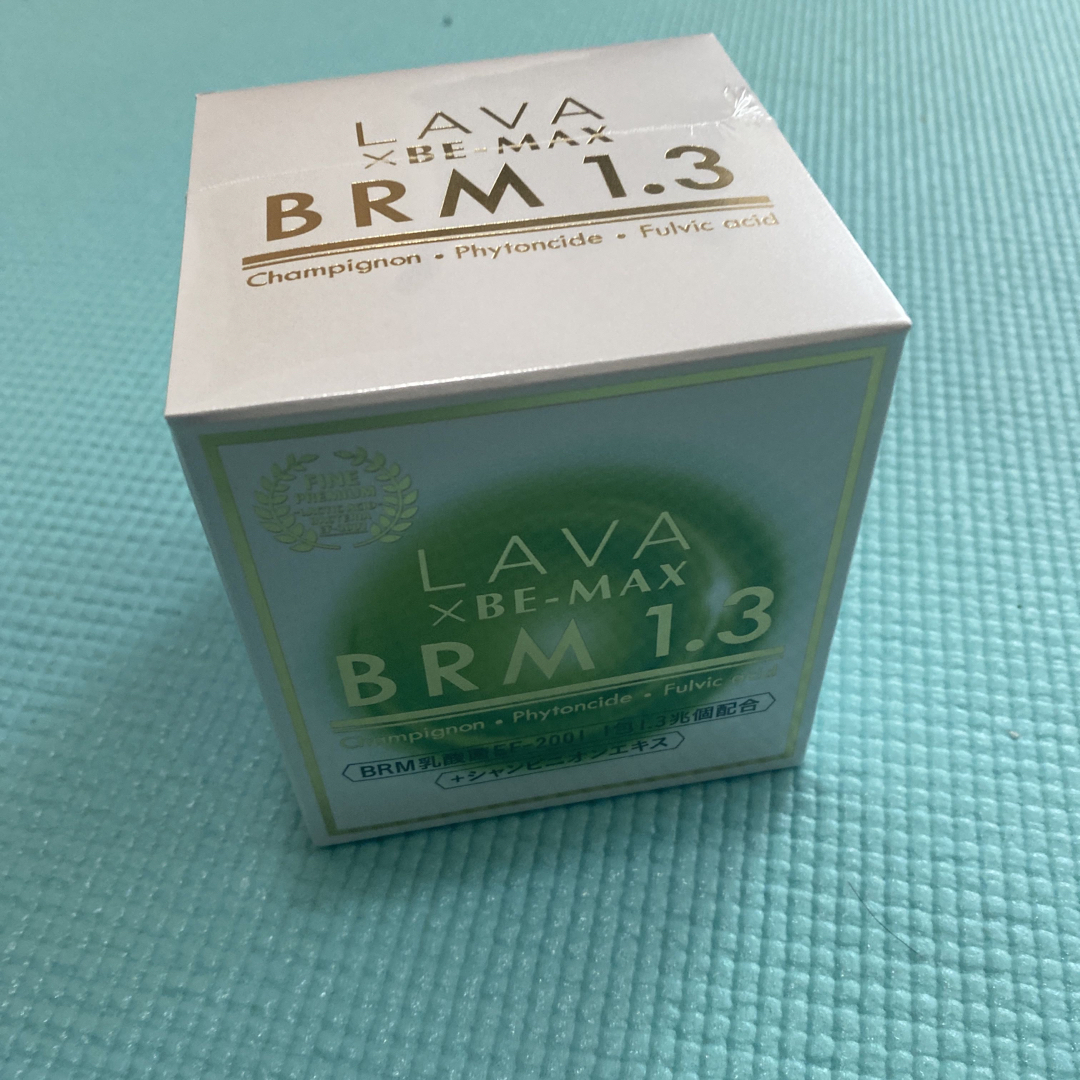 LAVA
×BE-MAX
BRM 1.3
Champignon • Phytoncide • Fulvic acid
FINE
PREMIUM
LAVA
×BE-MAX
BRM 1.3
Champignon • Phytoncide • Fulvic acid
BRM乳酸菌EF-2001 1包1.3兆個配合
+シャンピニオンエキス